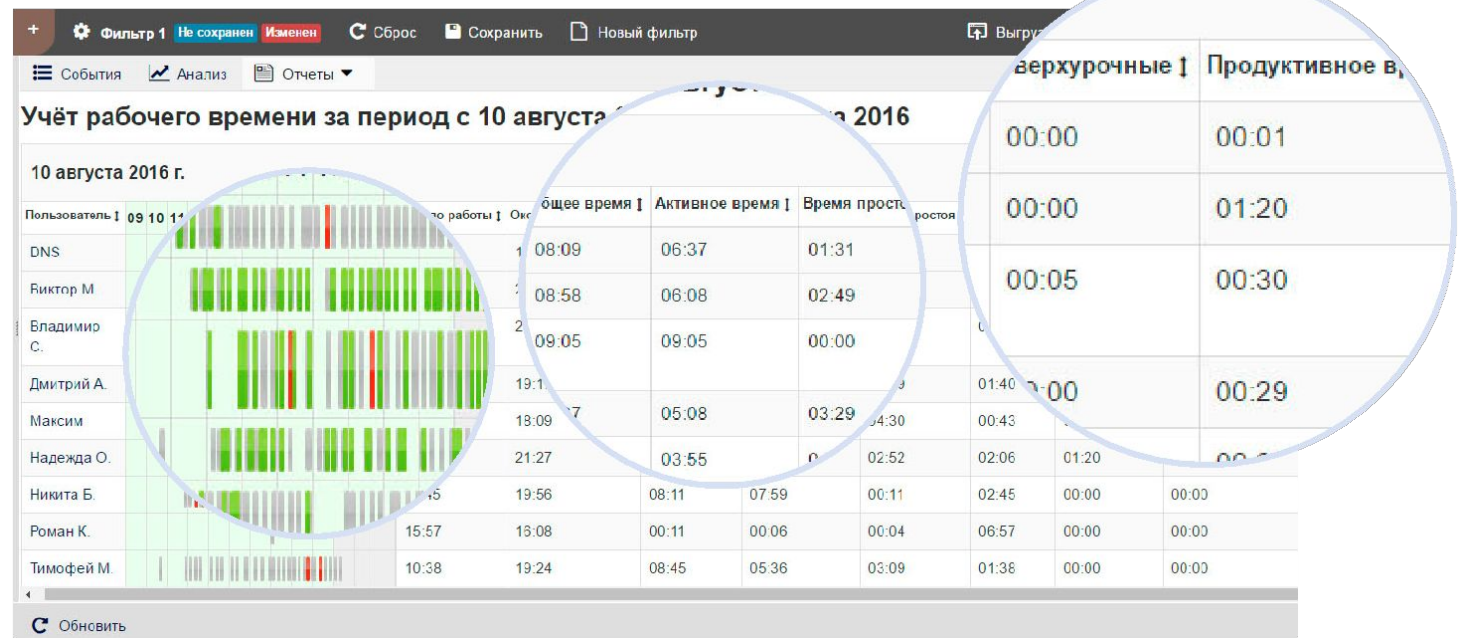 + Фильтр 1 Не сохранен Изменен Сброс Сохранить Новый фильтр
События Анализ Отчеты
Учёт рабочего времени за период с 10 августа 2016
10 августа 2016 г.
Пользователь 09 10 11 работы простоя
общее время Активное время Время
Продуктивное
DNS
08:09 06:37 01:31
00:00 00:01
Виктор М
08:58 06:08 02:49
00:00 01:20
Владимир
С.
09:05 09:05 00:00
00:05 00:30
Дмитрий А. 01:40
05:08 03:29
00:29
Максим 18:09 04:30 00:43
03:55
Надежда О. 21:27 02:52 02:06 01:20
Никита Б. 19:56 08:11 07:59 00:11 02:45 00:00 00:00
Роман К. 15:57 16:08 00:11 00:06 00:04 06:57 00:00 00:00
Тимофей М. 10:38 19:24 08:45 05:36 03:09 01:38 00:00 00:00
Обновить